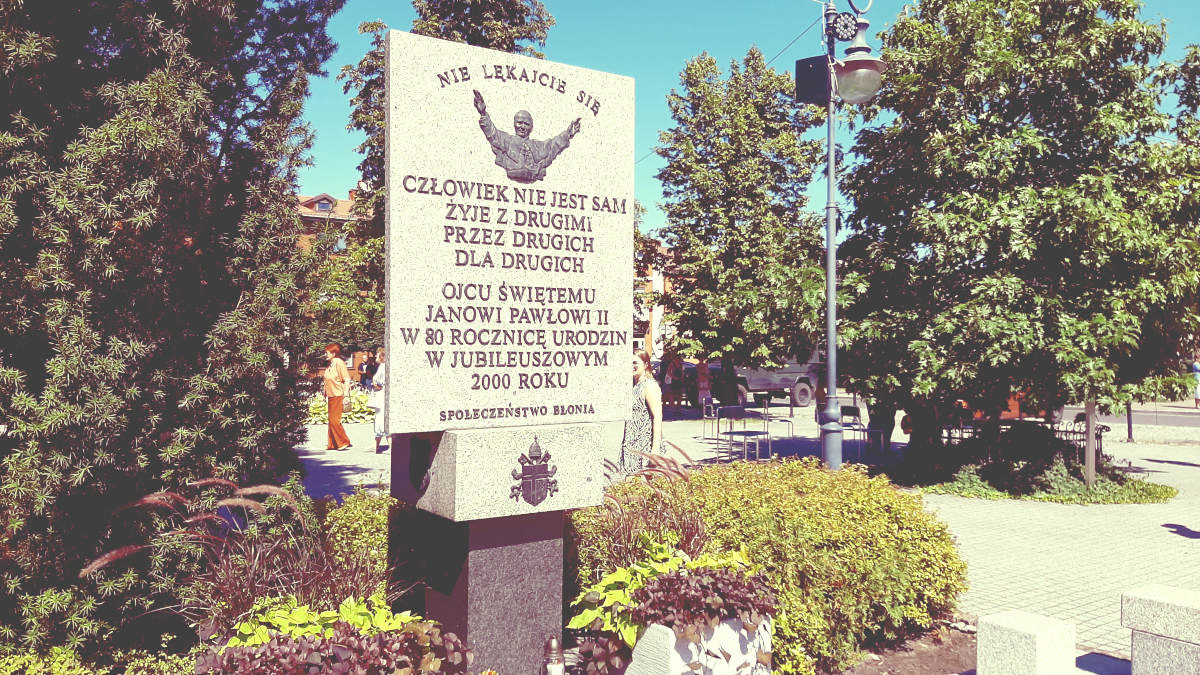 NIE LĘKAJCIE SIĘ
CZŁOWIEK NIE JEST SAM
ŻYJE Z DRUGIMI
PRZEZ DRUGICH
DLA DRUGICH
OJCU ŚWIĘTEMU
JANOWI PAWŁOWI II
W 80 ROCZNICĘ URODZIN
W JUBILEUSZOWYM
2000 ROKU
SPOŁECZEŃSTWO BŁONIA